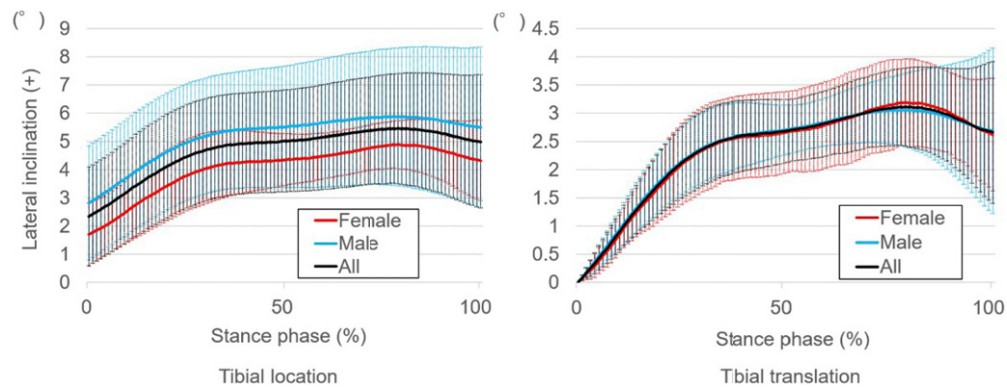 (°)
9
8
7
6
5
4
3
2
1
0
Lateral inclination (+)
Female
Male
All
0
50
100
Stance phase (%)
Tibial location
(°)
4.5
4
3.5
3
2.5
2
1.5
1
0.5
0
Female
Male
All
0
50
100
Stance phase (%)
Tibial translation